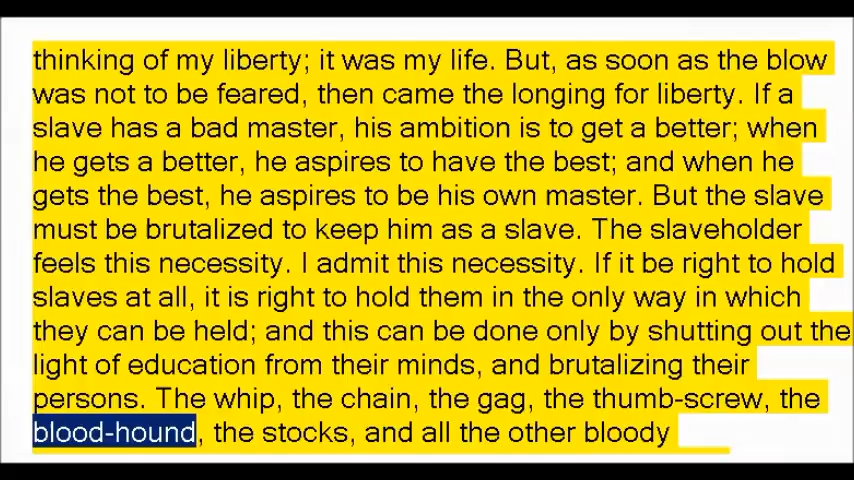 thinking of my liberty; it was my life. But, as soon as the blow
was not to be feared, then came the longing for liberty. If a
slave has a bad master, his ambition is to get a better; when
he gets a better, he aspires to have the best; and when he
gets the best, he aspires to be his own master. But the slave
must be brutalized to keep him as a slave. The slaveholder
feels this necessity. I admit this necessity. If it be right to hold
slaves at all, it is right to hold them in the only way in which
they can be held; and this can be done only by shutting out the
light of education from their minds, and brutalizing their
persons. The whip, the chain, the gag, the thumb-screw, the
blood-hound, the stocks, and all the other bloody